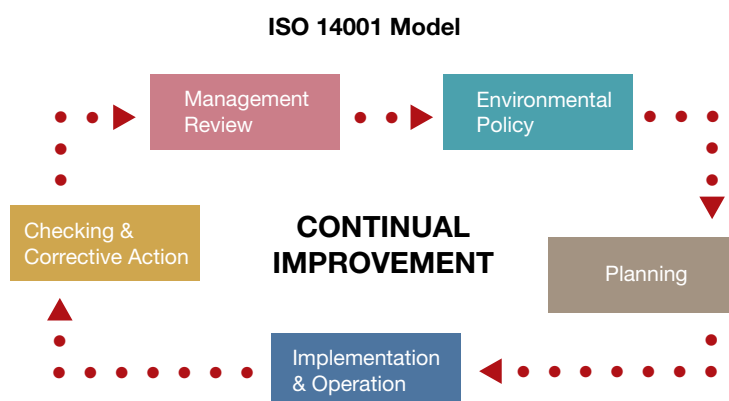 ISO 14001 Model
Management
Review
Environmental
Policy
Checking &
Corrective Action
CONTINUAL
IMPROVEMENT
Planning
Implementation
& Operation